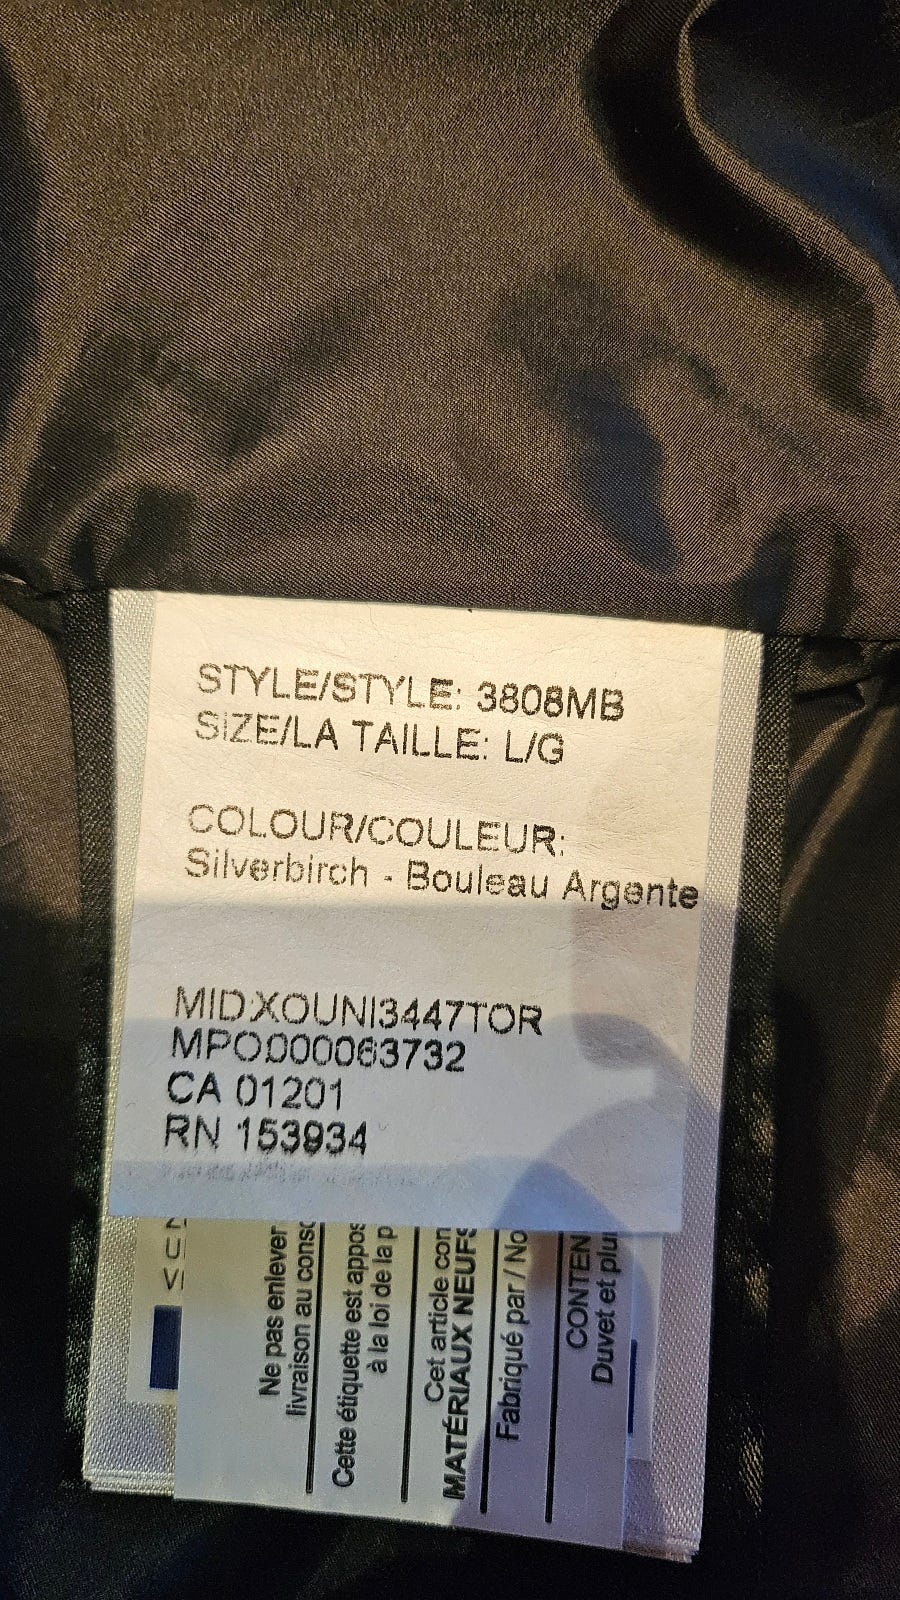 STYLE/STYLE: 3808MB
SIZE/LA TAILLE: L/G
COLOUR/COULEUR:
Silverbirch - Bouleau Argente
MID:XOUNI3447TOR
MPO000063732
CA 01201
RN 153934
Ne pas enlever
livraison au conso
Cette étiquette est appos
à la loi de la p
Cet article con
MATÉRIAUX NEUFS
Fabriqué par / No
CONTEN
Duvet et plu